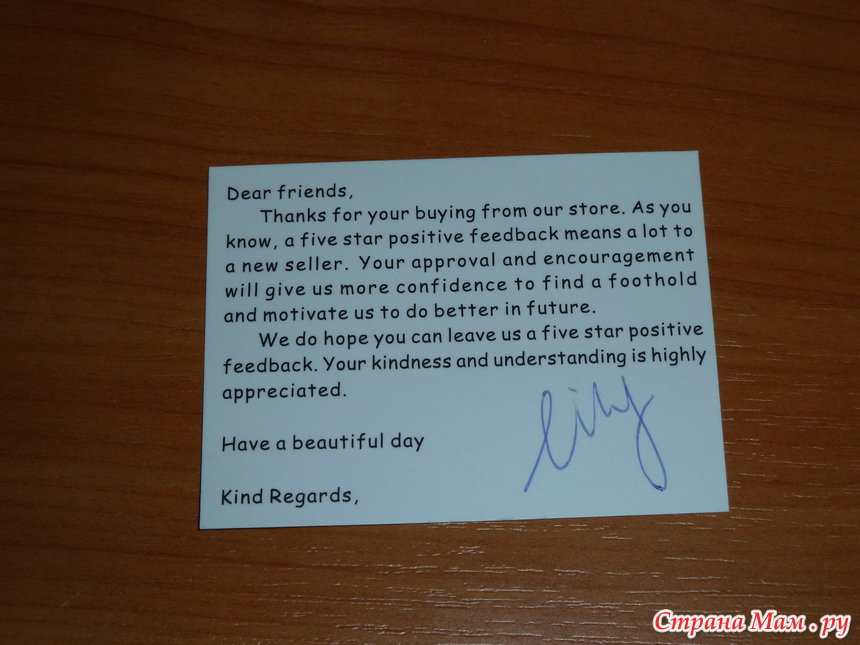 Dear friends,
Thanks for your buying from our store. As you
know, a five star positive feedback means a lot to
a new seller. Your approval and encouragement
will give us more confidence to find a foothold
and motivate us to do better in future.
We do hope you can leave us a five star positive
feedback. Your kindness and understanding is highly
appreciated.
Have a beautiful day
Lily
Kind Regards,
Страна Мам.ру